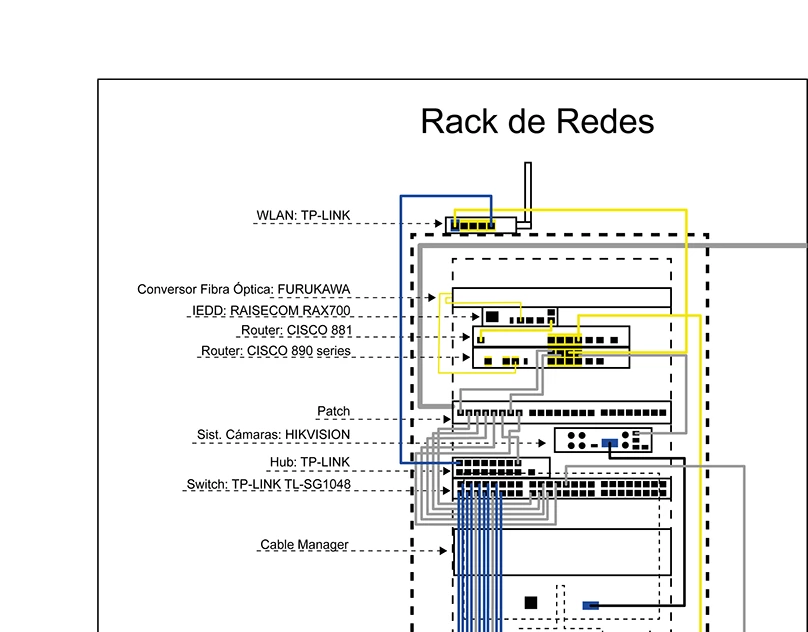 Rack de Redes
WLAN: TP-LINK
Conversor Fibra Óptica: FURUKAWA
IEDD: RAISECOM RAX700
Router: CISCO 881
Router: CISCO 890 series
Patch
Sist. Cámaras: HIKVISION
Hub: TP-LINK
Switch: TP-LINK TL-SG1048
Cable Manager